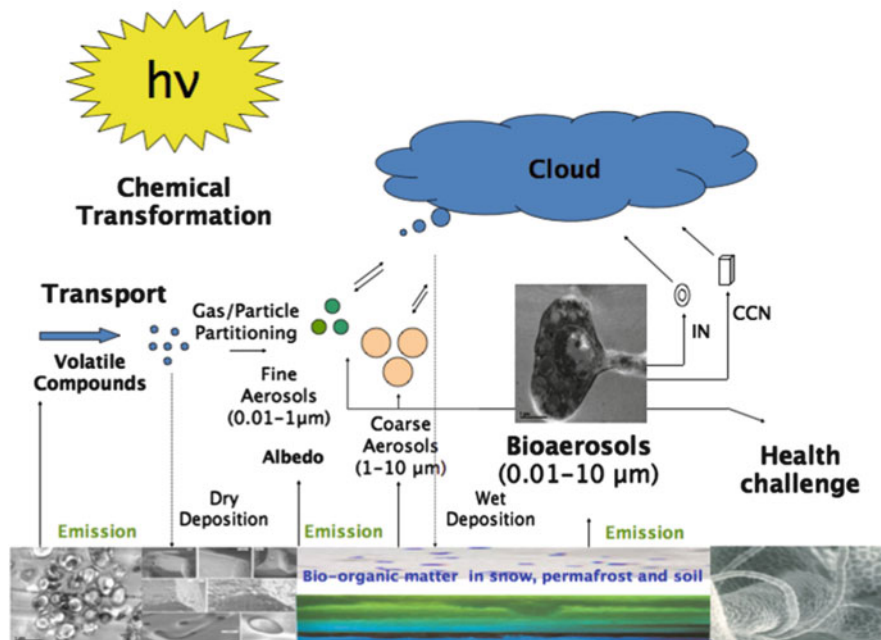 hν
Chemical
Transformation
Cloud
Transport
Gas/Particle
Partitioning
Volatile
Compounds
IN
CCN
Fine
Aerosols
(0.01-1μm)
Coarse
Aerosols
(1-10 μm)
Albedo
Bioaerosols
(0.01-10 μm)
Health
challenge
Dry
Deposition
Wet
Deposition
Emission
Emission
Emission
Bio-organic matter in snow, permafrost and soil